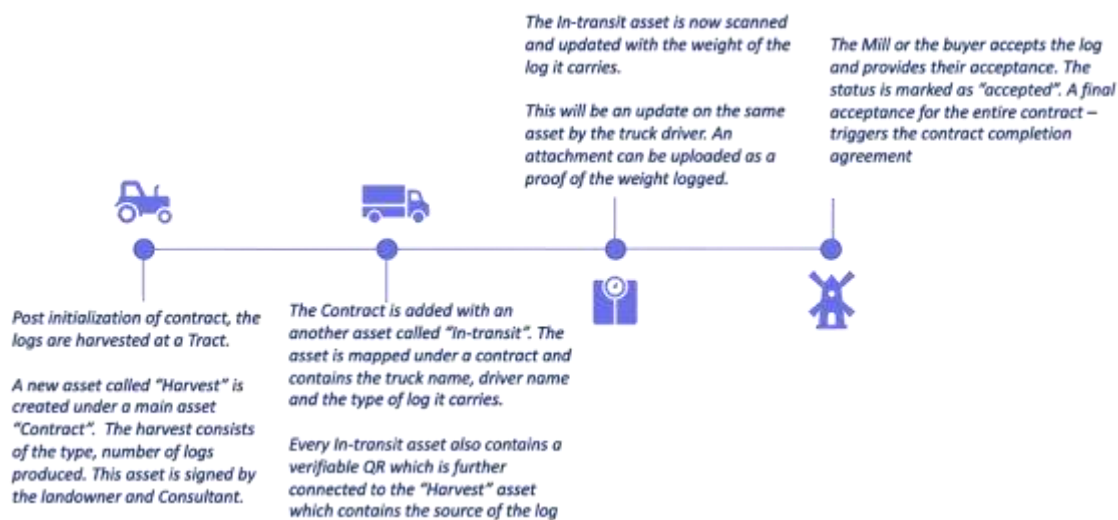 The In-transit asset is now scanned
and updated with the weight of the
log it carries.
This will be an update on the same
asset by the truck driver. An
attachment can be uploaded as a
proof of the weight logged.
The Mill or the buyer accepts the log
and provides their acceptance. The
status is marked as "accepted". A final
acceptance for the entire contract –
triggers the contract completion
agreement
Post initialization of contract, the
logs are harvested at a Tract.
A new asset called "Harvest" is
created under a main asset
"Contract". The harvest consists
of the type, number of logs
produced. This asset is signed by
the landowner and Consultant.
The Contract is added with an
another asset called "In-transit". The
asset is mapped under a contract and
contains the truck name, driver name
and the type of log it carries.
Every In-transit asset also contains a
verifiable QR which is further
connected to the "Harvest" asset
which contains the source of the log